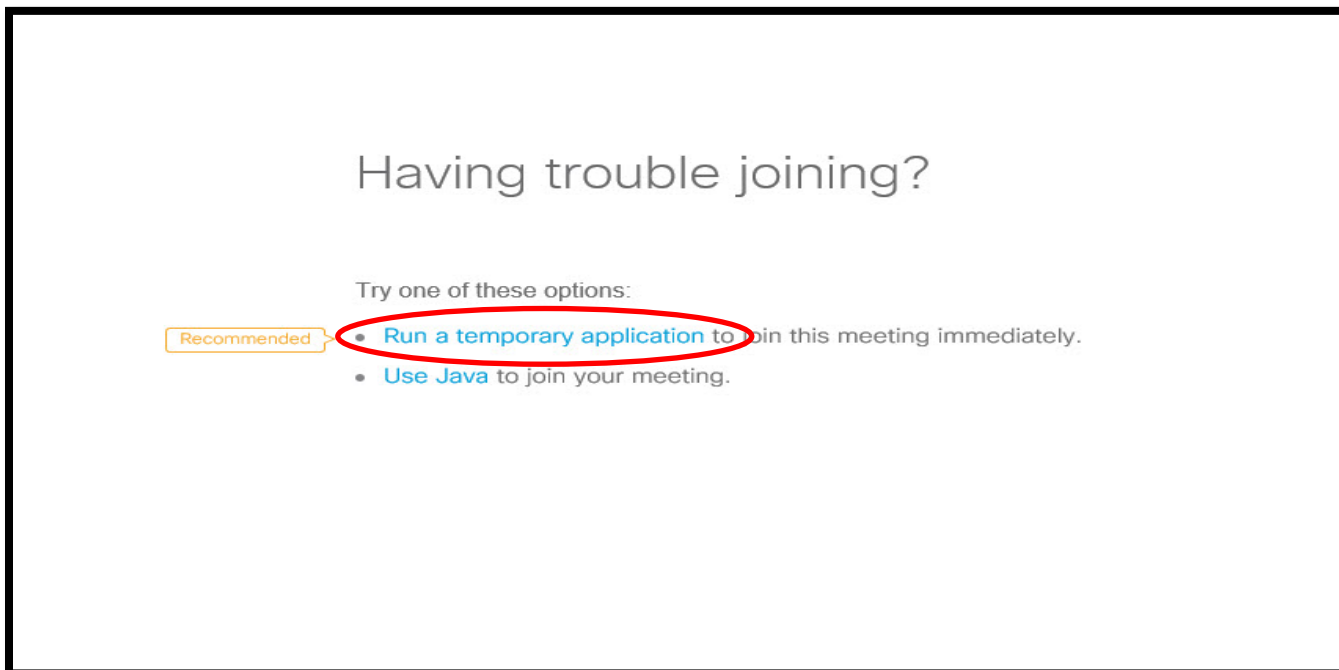 Having trouble joining?
Try one of these options:
Recommended • Run a temporary application to join this meeting immediately.
• Use Java to join your meeting.